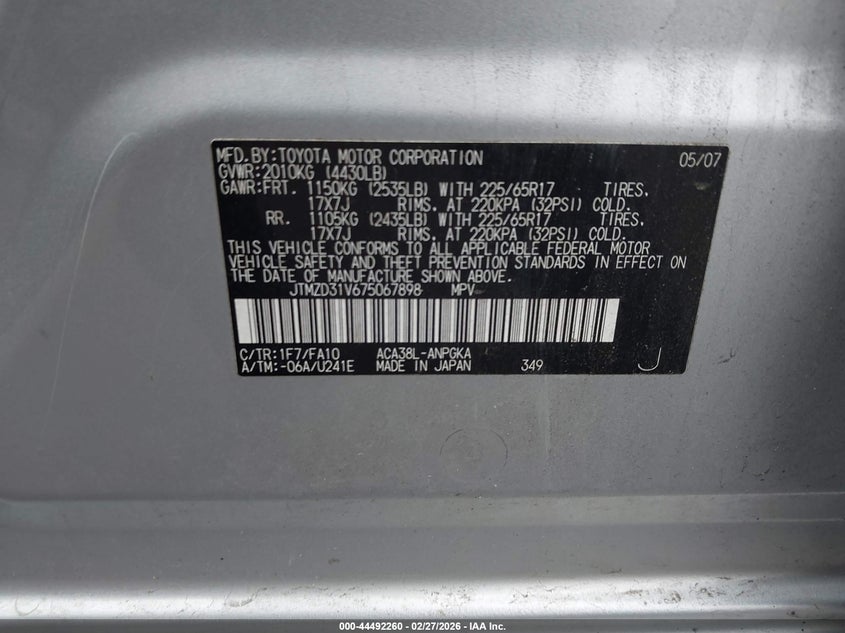 MFD.BY:TOYOTA MOTOR CORPORATION 05/07
GVWR:2010KG (4430LB)
GAWR:FRT. 1150KG (2535LB) WITH 225/65R17 TIRES,
17X7J RIMS, AT 220KPA (32PSI) COLD.
RR. 1105KG (2435LB) WITH 225/65R17 TIRES,
17X7J RIMS, AT 220KPA (32PSI) COLD.
THIS VEHICLE CONFORMS TO ALL APPLICABLE FEDERAL MOTOR
VEHICLE SAFETY AND THEFT PREVENTION STANDARDS IN EFFECT ON
THE DATE OF MANUFACTURE SHOWN ABOVE.
JTMZD31V675067898 MPV
C/TR:1F7/FA10 ACA38L-ANPGKA
A/TM:-06A/U241E MADE IN JAPAN 349 J
000-44492260 - 02/27/2026 - IAA Inc.